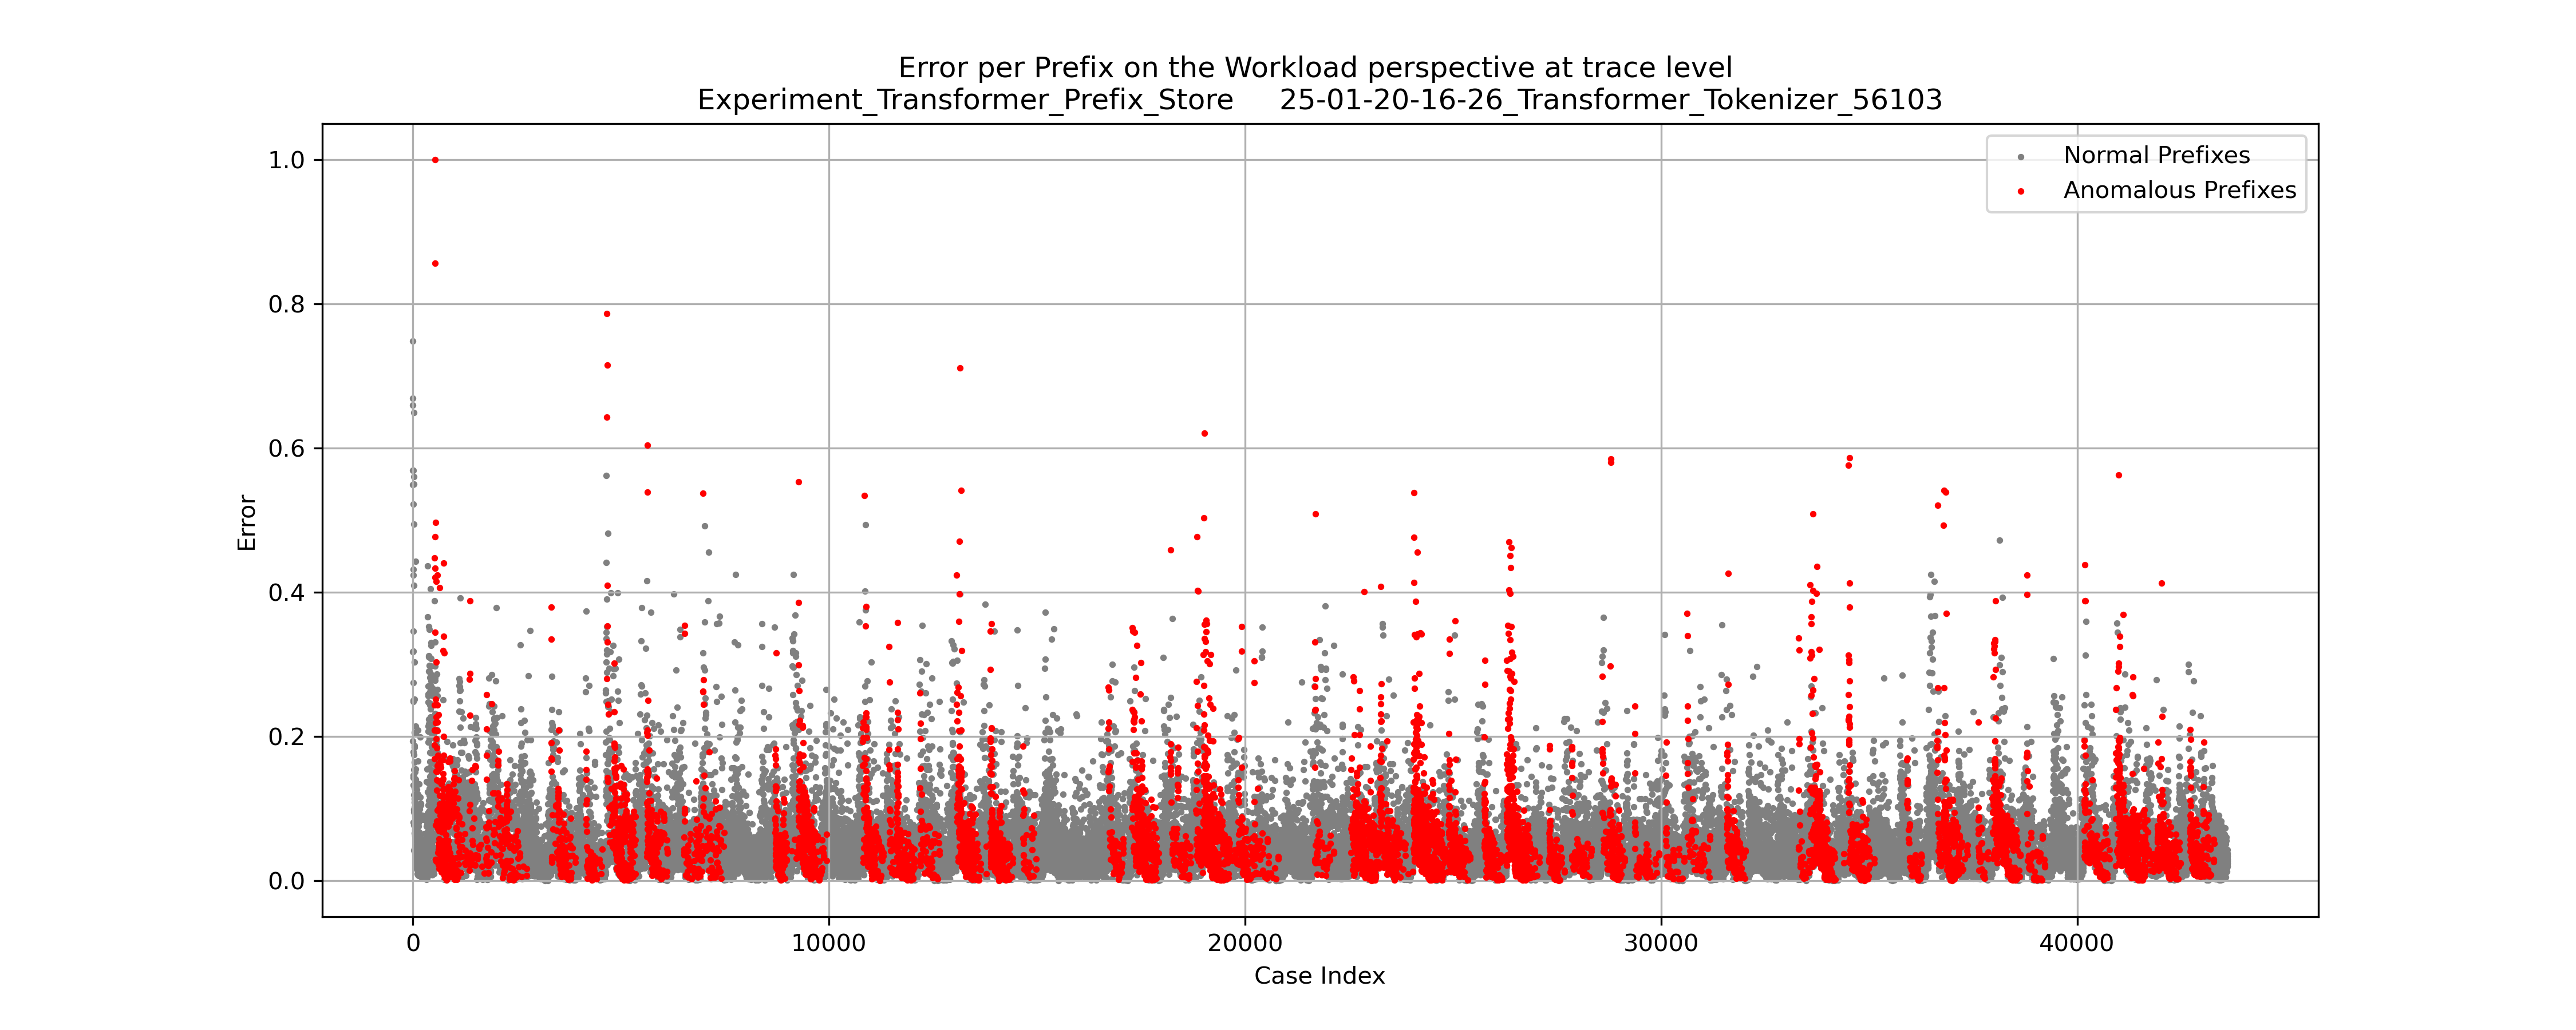 Error per Prefix on the Workload perspective at trace level
Experiment_Transformer_Prefix_Store 25-01-20-16-26_Transformer_Tokenizer_56103
Normal Prefixes
Anomalous Prefixes
1.0
0.8
0.6
0.4
0.2
0.0
Error
0 10000 20000 30000 40000
Case Index